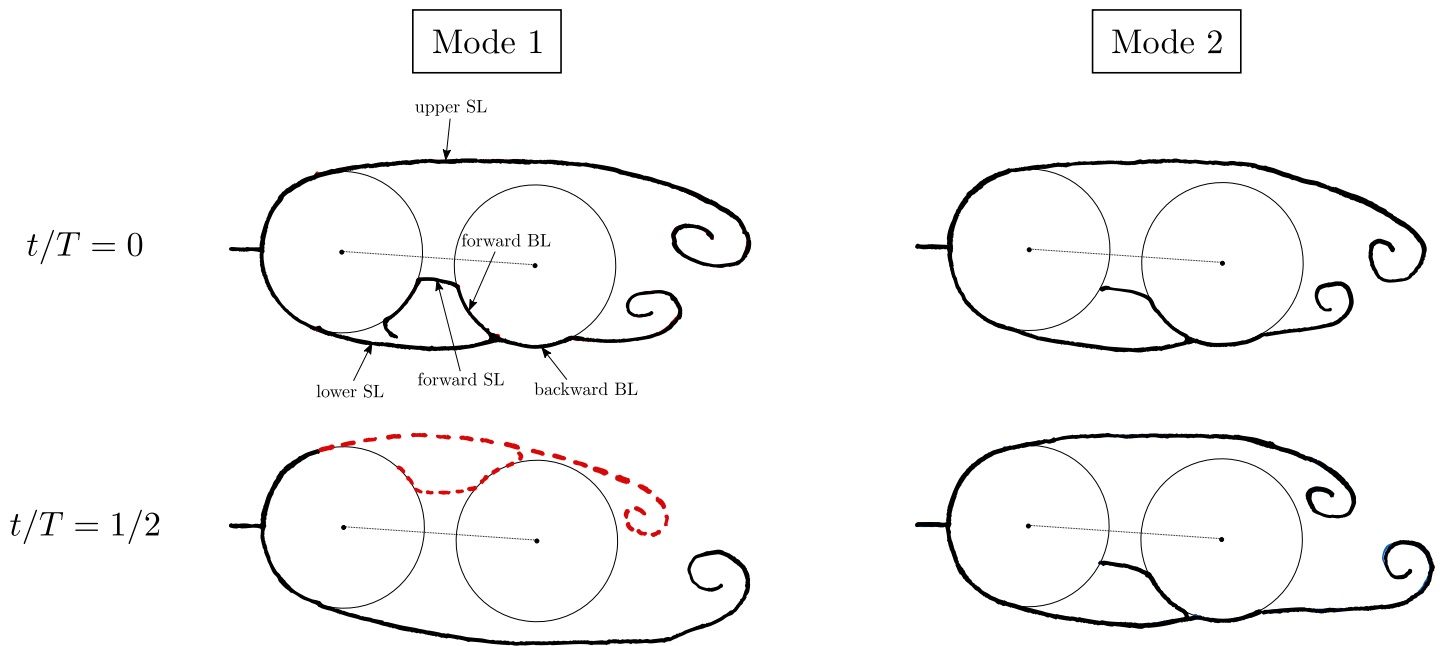 Mode 1
Mode 2
upper SL
t/T = 0
forward BL
forward SL
lower SL
backward BL
t/T = 1/2